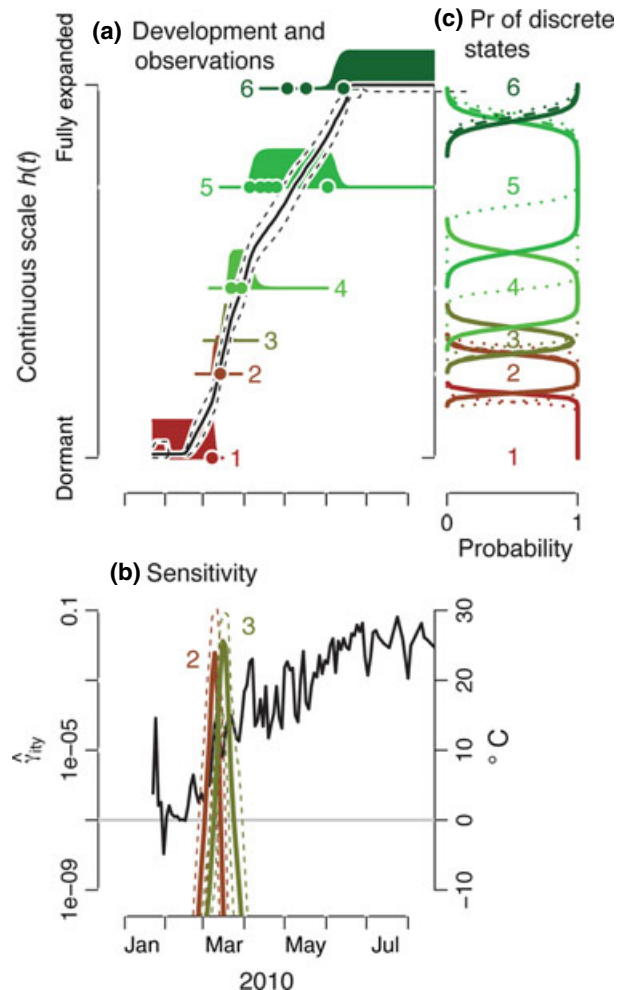 (a) Development and
observations
(c) Pr of discrete
states
Fully expanded
Continuous scale h(t)
Dormant
6
5
4
3
2
1
6
5
4
3
2
1
0 1
Probability
(b) Sensitivity
0.1
1e−05
1e−09
γ̂ity
2
3
30
20
10
0
−10
° C
Jan Mar May Jul
2010